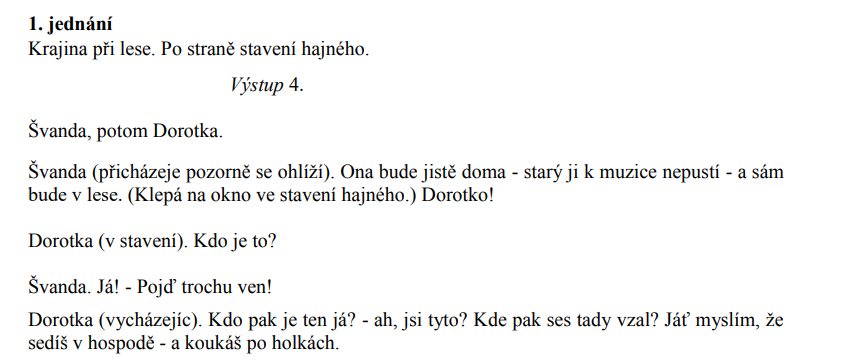 1. jednání
Krajina při lese. Po straně stavení hajného.
Výstup 4.
Švanda, potom Dorotka.
Švanda (přicházeje pozorně se ohlíží). Ona bude jistě doma - starý ji k muzice nepustí - a sám
bude v lese. (Klepá na okno ve stavení hajného.) Dorotko!
Dorotka (v stavení). Kdo je to?
Švanda. Já! - Pojď trochu ven!
Dorotka (vycházejíc). Kdo pak je ten já? - ah, jsi tyto? Kde pak ses tady vzal? Jáť myslím, že
sedíš v hospodě - a koukáš po holkách.